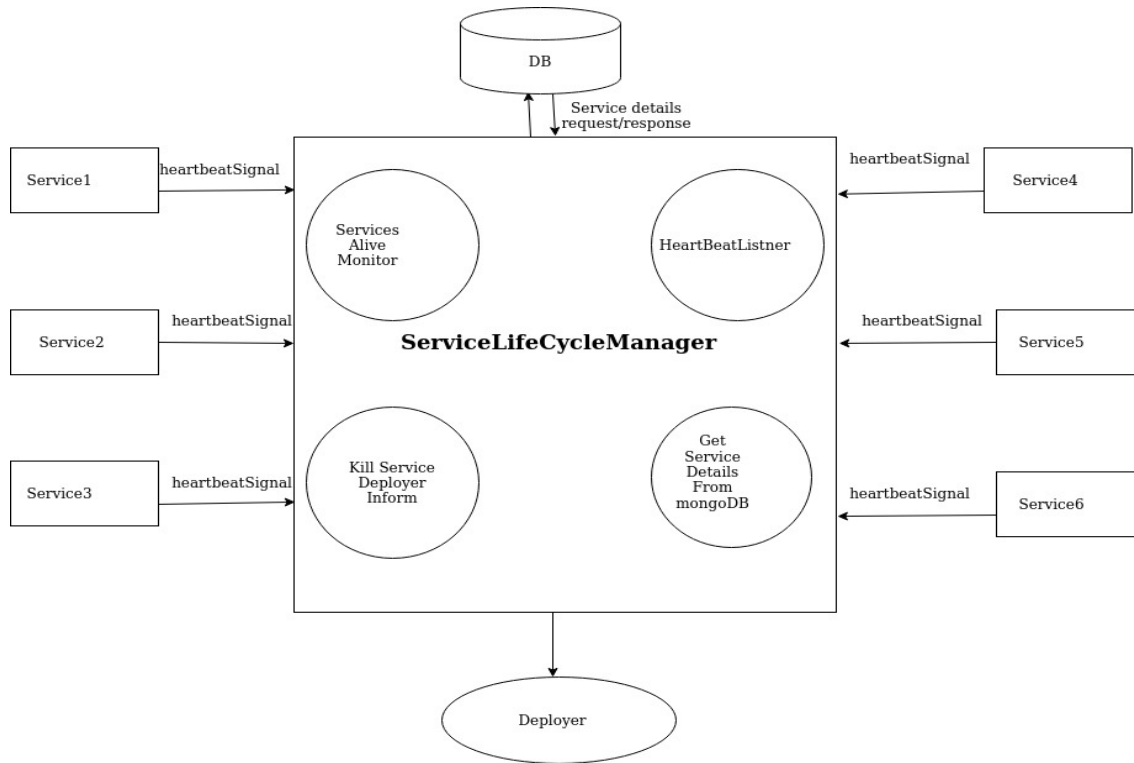 DB
Service details
request/response
Service1
heartbeatSignal
heartbeatSignal
Service4
Services
Alive
Monitor
HeartBeatListner
Service2
heartbeatSignal
ServiceLifeCycleManager
heartbeatSignal
Service5
Service3
heartbeatSignal
Kill Service
Deployer
Inform
Get
Service
Details
From
mongoDB
heartbeatSignal
Service6
Deployer